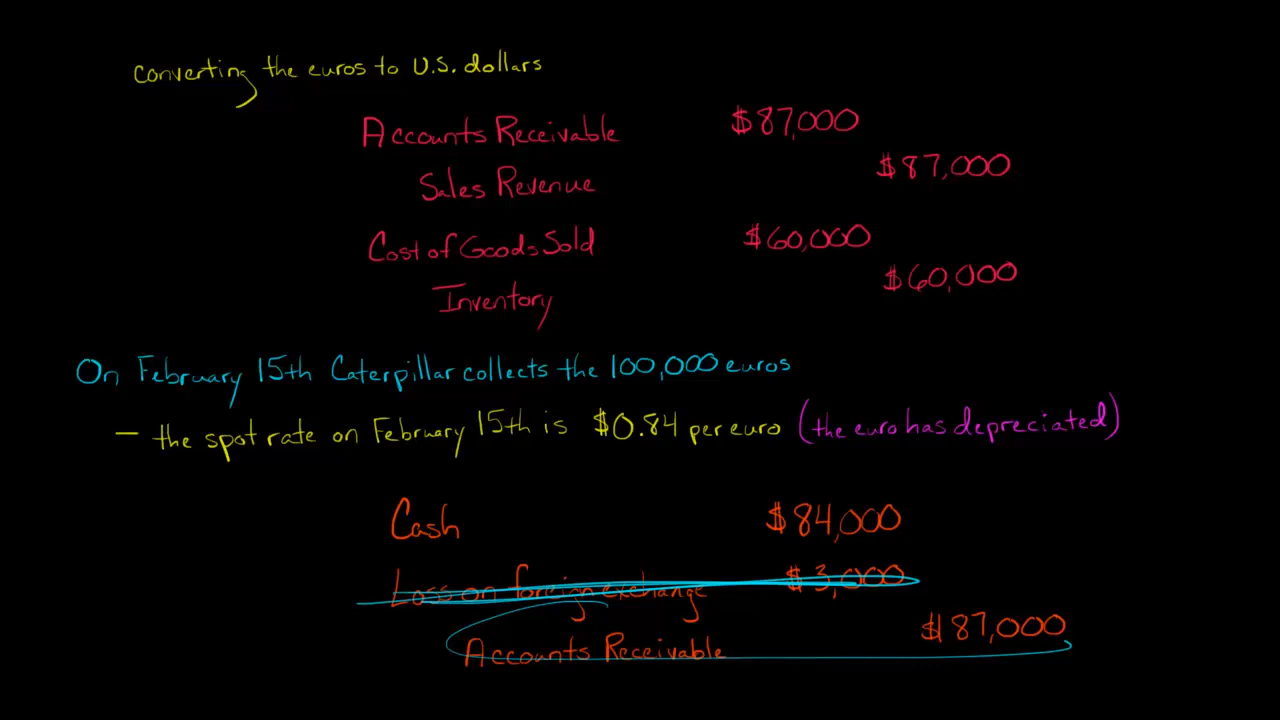 converting the euros to U.S. dollars
Accounts Receivable $87,000
Sales Revenue $87,000
Cost of Goods Sold $60,000
Inventory $60,000
On February 15th Caterpillar collects the 100,000 euros
- the spot rate on February 15th is $0.84 per euro (the euro has depreciated)
Cash $84,000
Loss on foreign exchange $3,000
Accounts Receivable $87,000